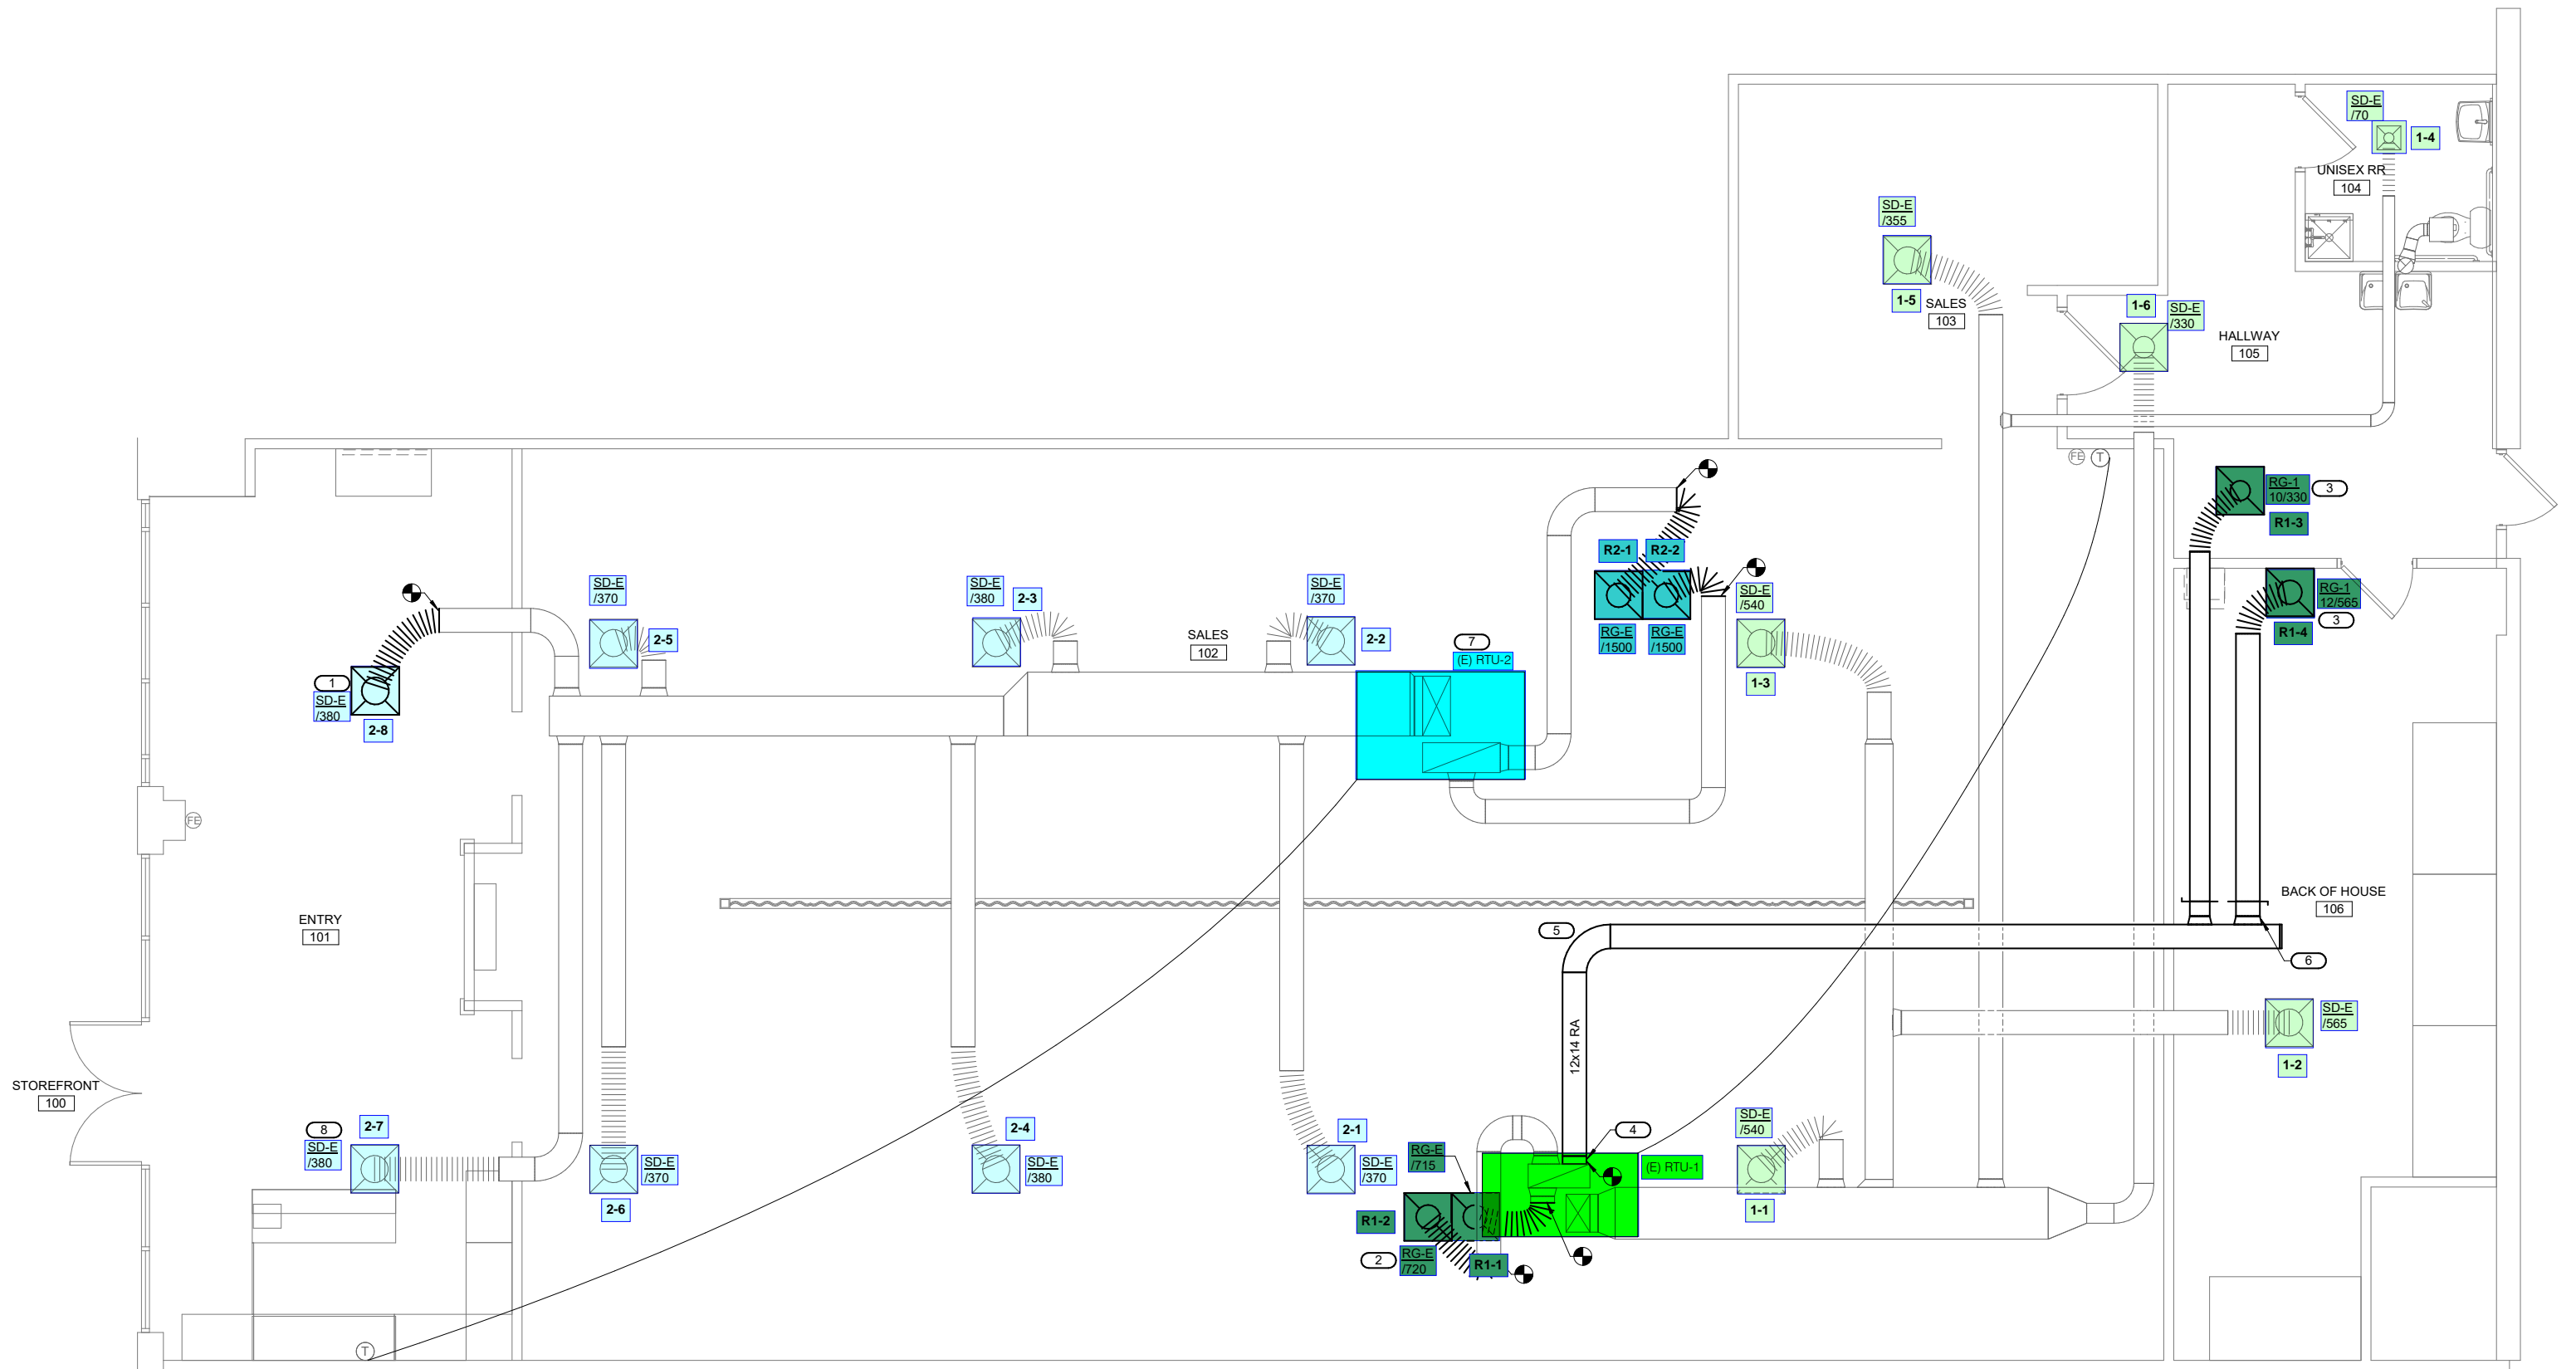 SD-E
/70
1-4
UNISEX RR
104
SD-E
/355
1-5
SALES
103
1-6
SD-E
/330
HALLWAY
105
FE
T
RG-1
10/330
3
R1-3
R2-1
R2-2
RG-E
/1500
RG-E
/1500
SD-E
/540
1-3
RG-1
12/565
3
R1-4
SD-E
/370
2-5
SD-E
/380
2-3
SD-E
/370
2-2
SALES
102
7
(E) RTU-2
1
SD-E
/380
2-8
FE
ENTRY
101
BACK OF HOUSE
106
5
6
12x14 RA
SD-E
/565
1-2
STOREFRONT
100
8
SD-E
/380
2-7
SD-E
/370
2-6
2-4
SD-E
/380
2-1
SD-E
/370
RG-E
/715
4
(E) RTU-1
SD-E
/540
1-1
R1-2
2
RG-E
/720
R1-1
T